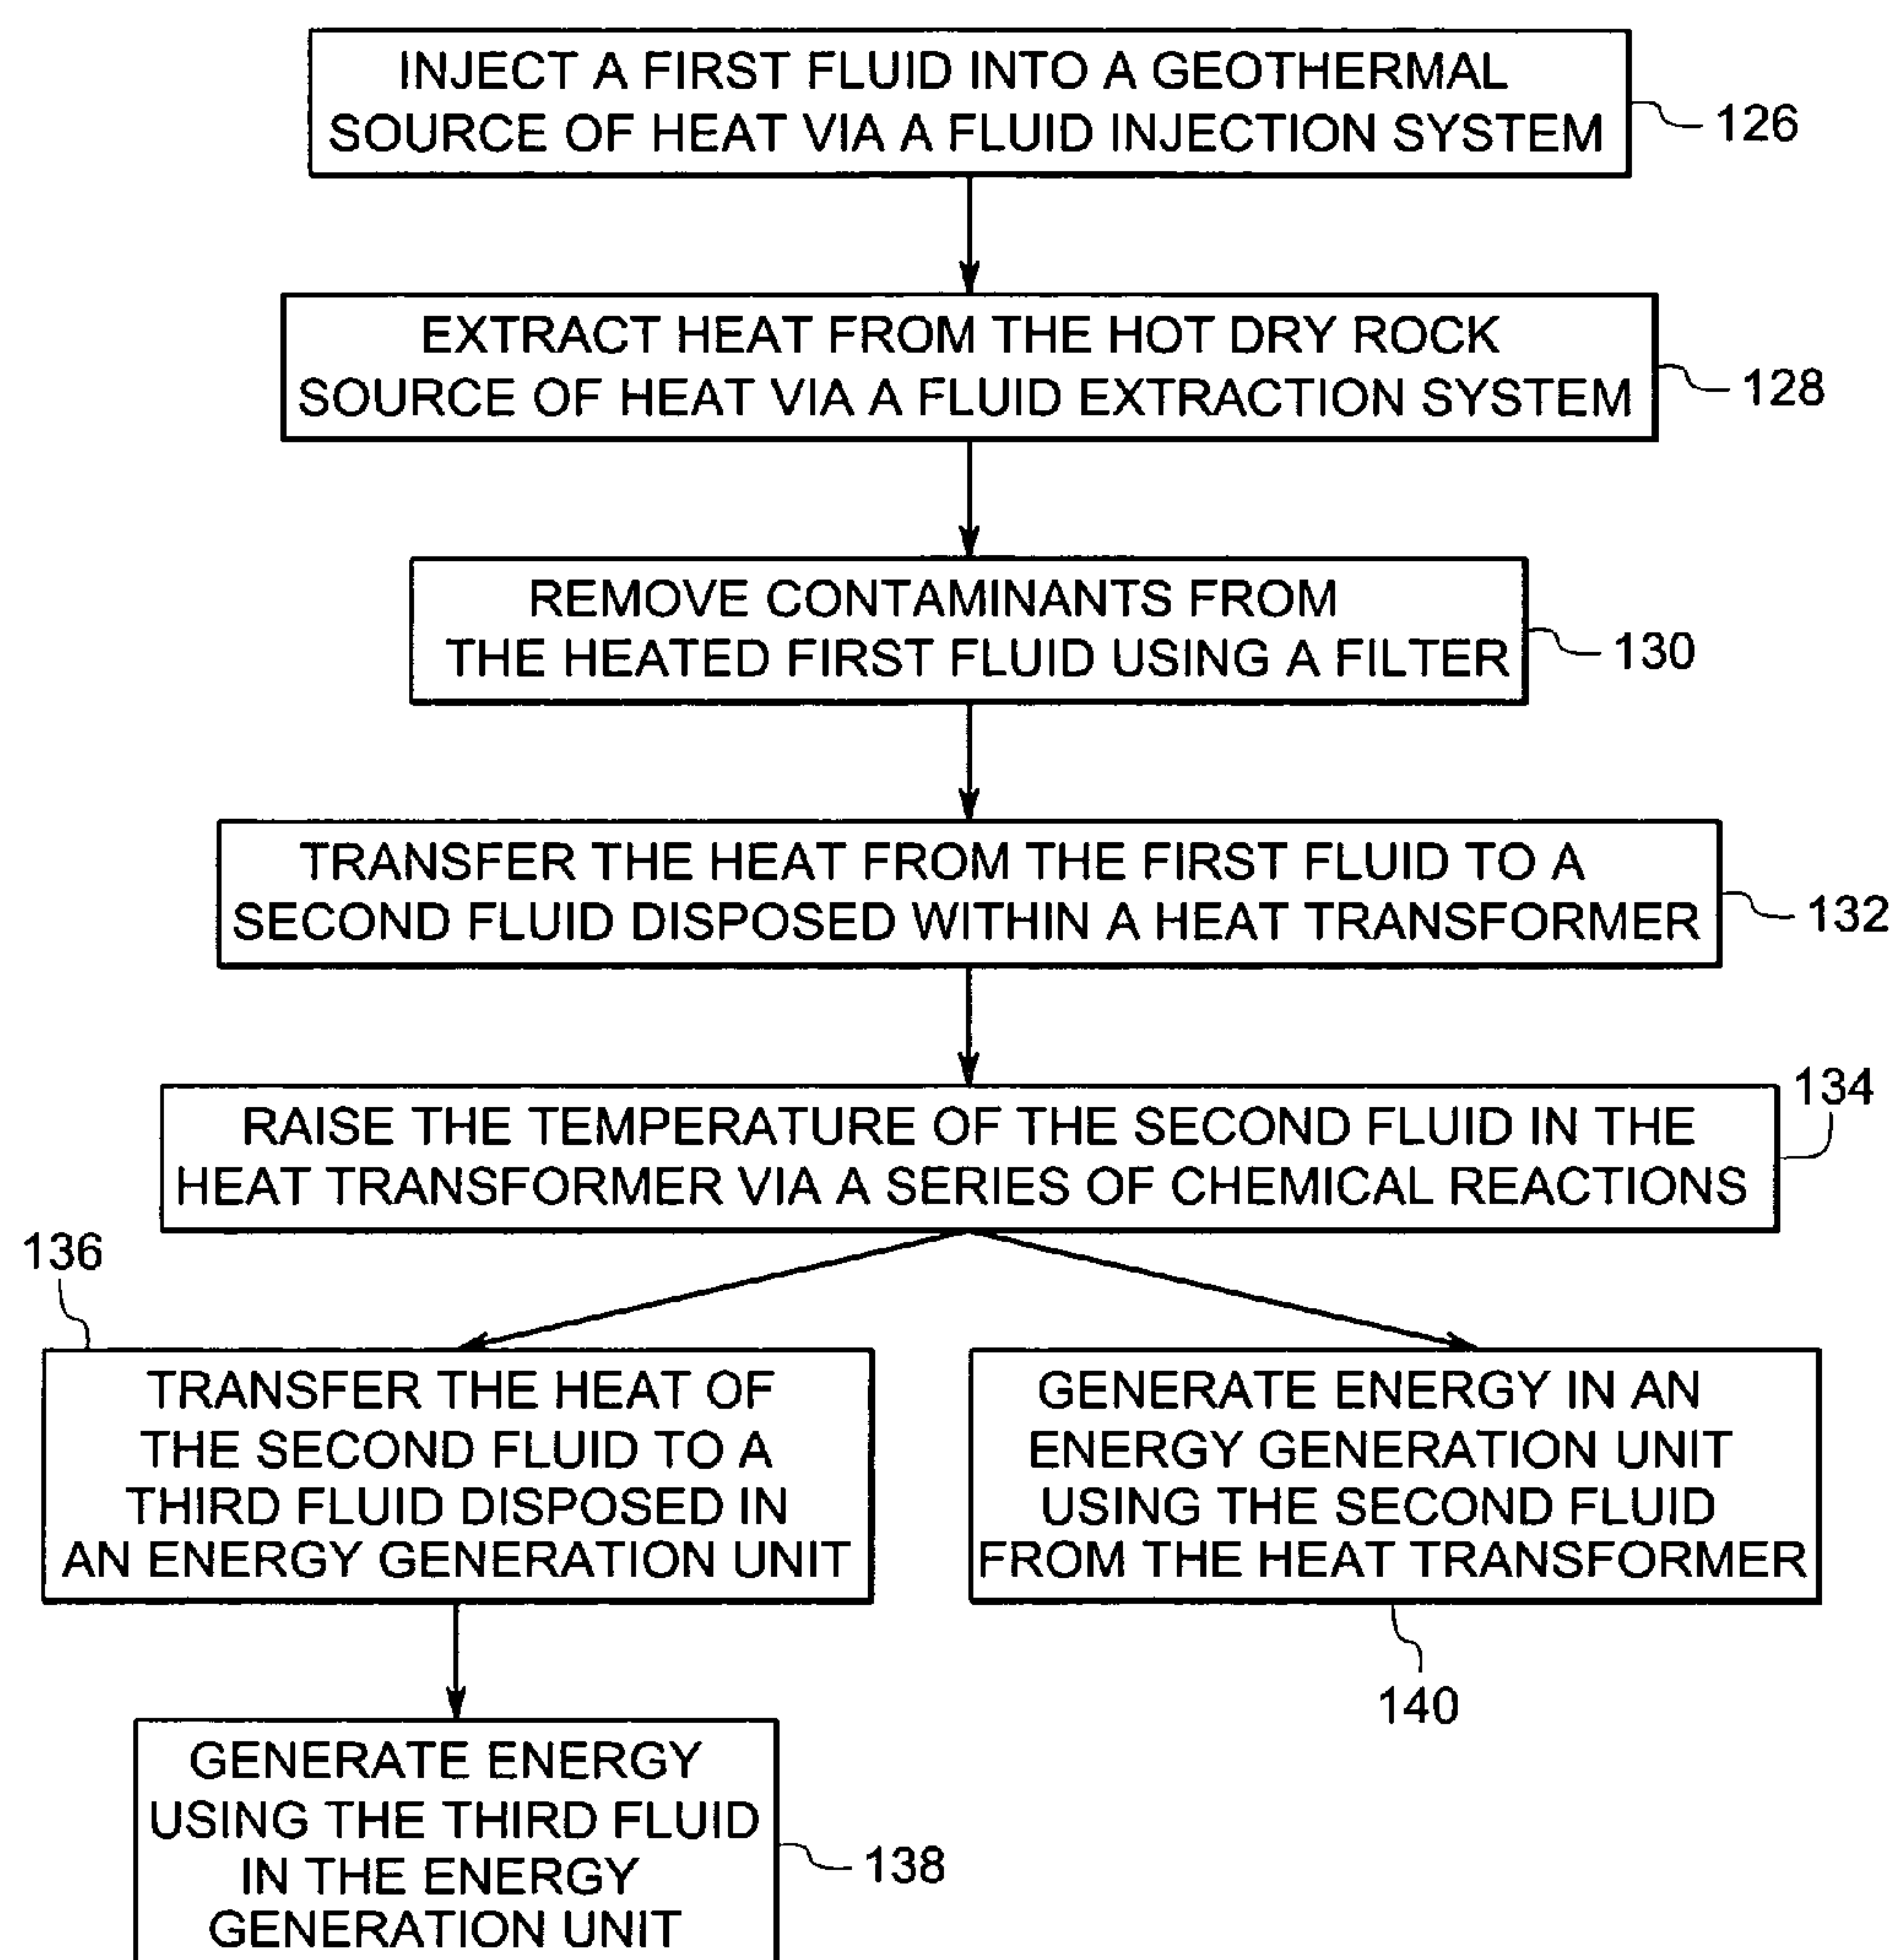 INJECT A FIRST FLUID INTO A GEOTHERMAL
SOURCE OF HEAT VIA A FLUID INJECTION SYSTEM
126
EXTRACT HEAT FROM THE HOT DRY ROCK
SOURCE OF HEAT VIA A FLUID EXTRACTION SYSTEM
128
REMOVE CONTAMINANTS FROM
THE HEATED FIRST FLUID USING A FILTER
130
TRANSFER THE HEAT FROM THE FIRST FLUID TO A
SECOND FLUID DISPOSED WITHIN A HEAT TRANSFORMER
132
RAISE THE TEMPERATURE OF THE SECOND FLUID IN THE
HEAT TRANSFORMER VIA A SERIES OF CHEMICAL REACTIONS
134
136
TRANSFER THE HEAT OF
THE SECOND FLUID TO A
THIRD FLUID DISPOSED IN
AN ENERGY GENERATION UNIT
GENERATE ENERGY IN AN
ENERGY GENERATION UNIT
USING THE SECOND FLUID
FROM THE HEAT TRANSFORMER
140
GENERATE ENERGY
USING THE THIRD FLUID
IN THE ENERGY
GENERATION UNIT
138